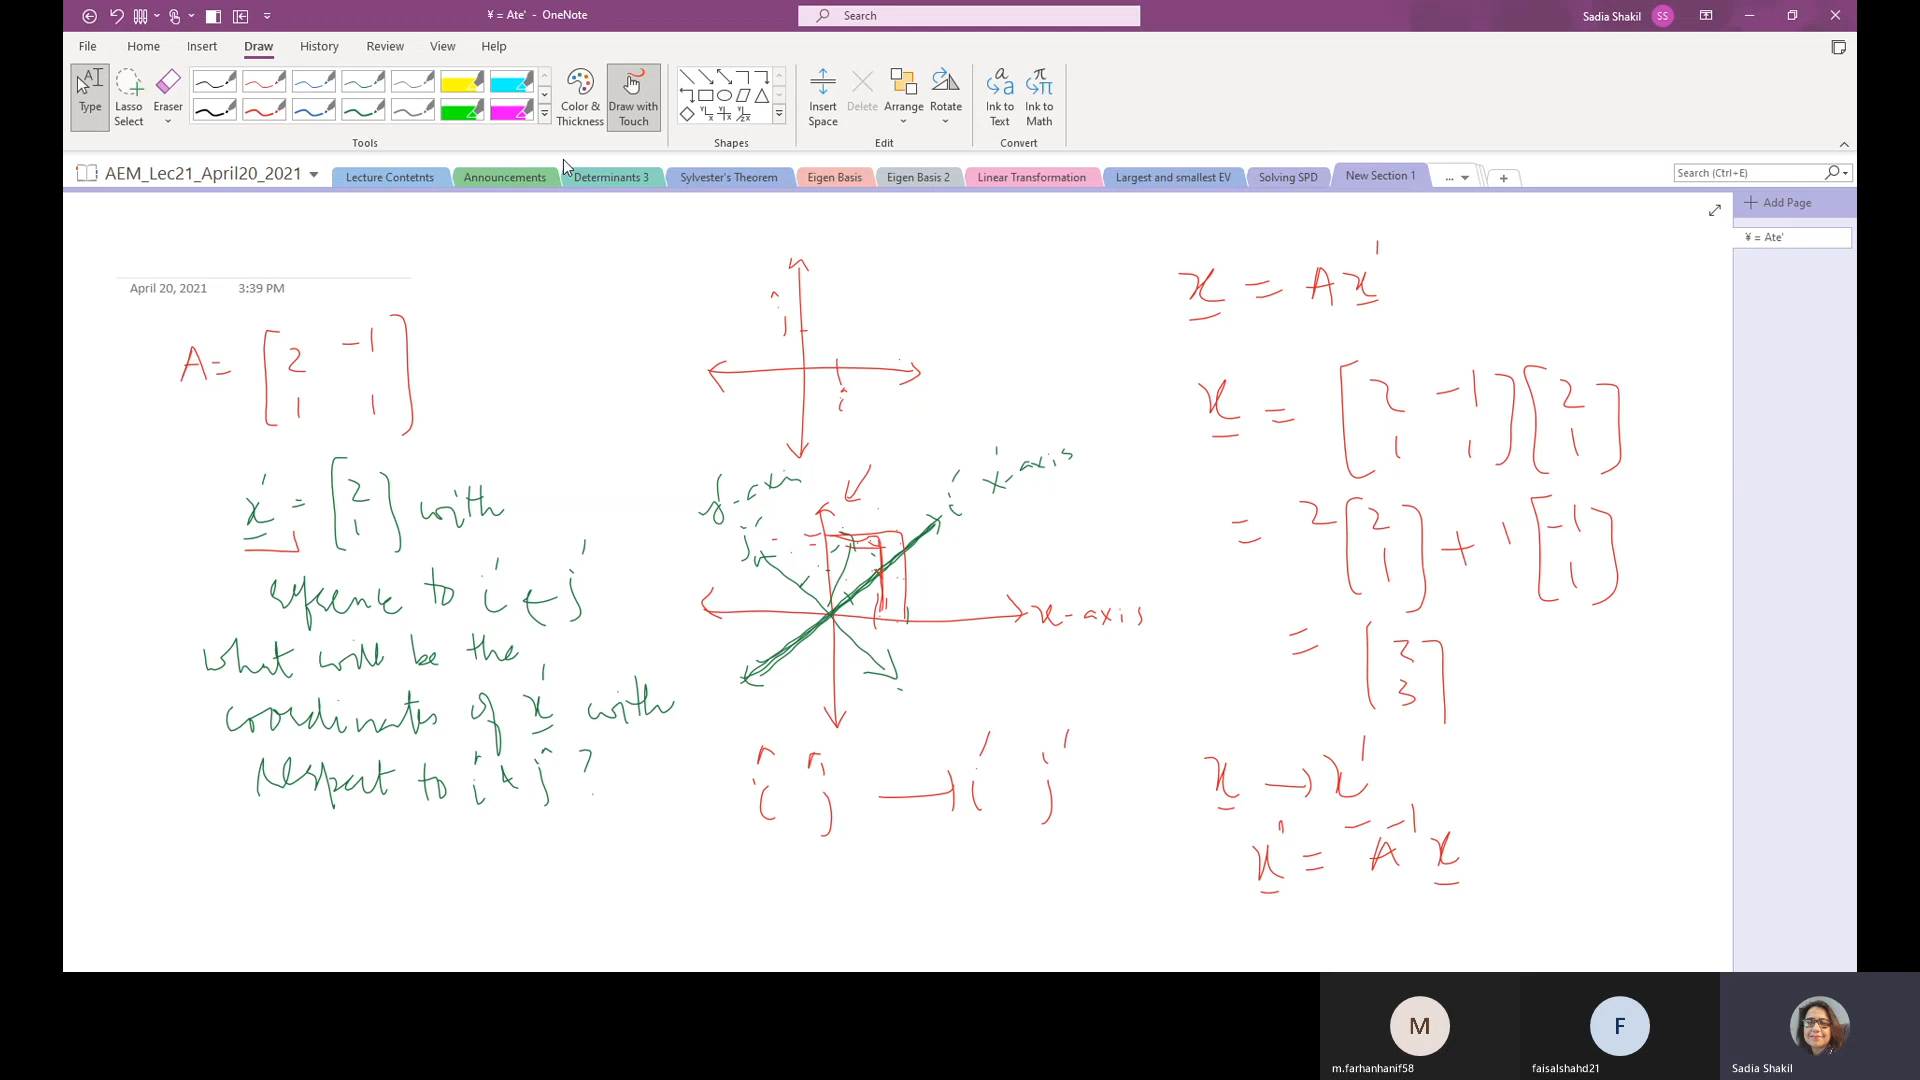 ¥ = Ate' - OneNote
Search
Sadia Shakil
SS
File Home Insert Draw History Review View Help
Type
Lasso Select
Eraser
Color & Thickness
Draw with Touch
Insert Space
Delete
Arrange
Rotate
Ink to Text
Ink to Math
Tools
Shapes
Edit
Convert
AEM_Lec21_April20_2021
Lecture Contetnts
Announcements
Determinants 3
Sylvester's Theorem
Eigen Basis
Eigen Basis 2
Linear Transformation
Largest and smallest EV
Solving SPD
New Section 1
...
Search (Ctrl+E)
Add Page
¥ = Ate'
April 20, 2021 3:39 PM
A = [2 -1
1 1]
x' = [2
1] with
reference to i' & j'
what will be the
coordinates of x' with
respect to î & ĵ ?
ĵ
î
y'-axis
j'
i'
x'-axis
x-axis
î ĵ → i' j'
x = A x'
x = [2 -1
1 1] [2
1]
= 2 [2
1] + 1 [-1
1]
= [3
3]
x → x'
x' = A⁻¹ x
M
m.farhanhanif58
F
faisalshahd21
Sadia Shakil